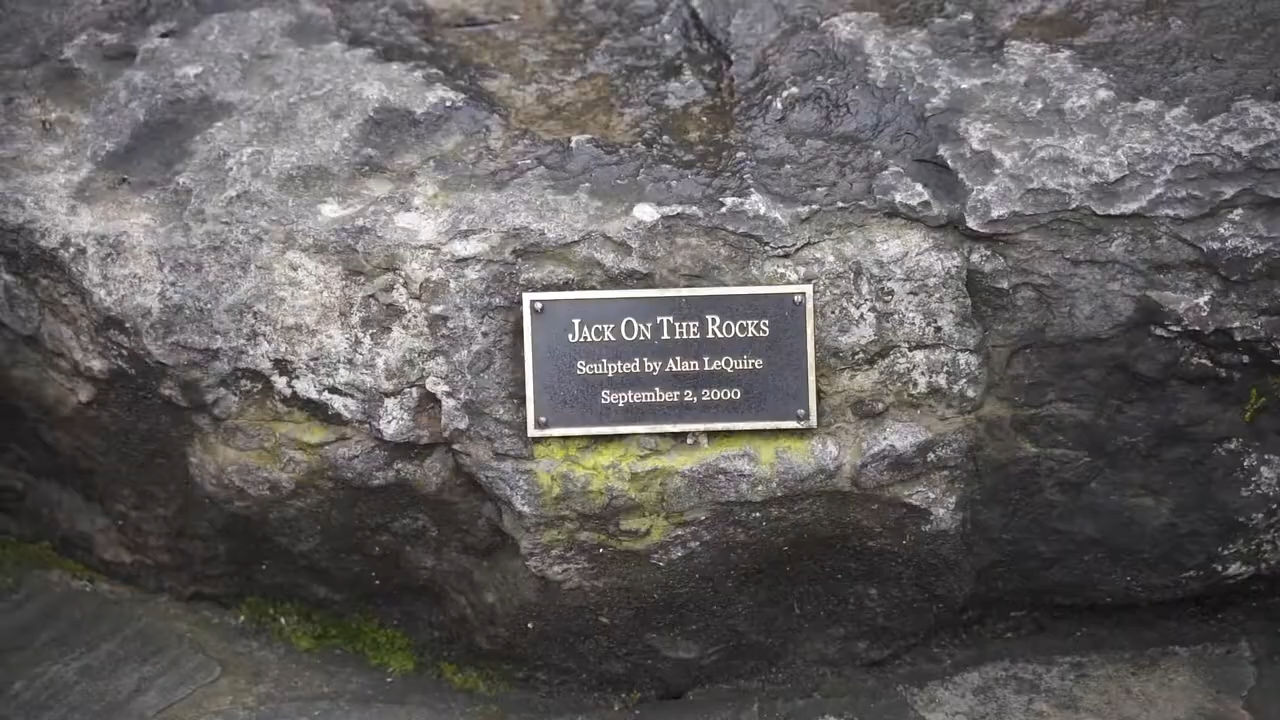 Jack On The Rocks
Sculpted by Alan LeQuire
September 2, 2000